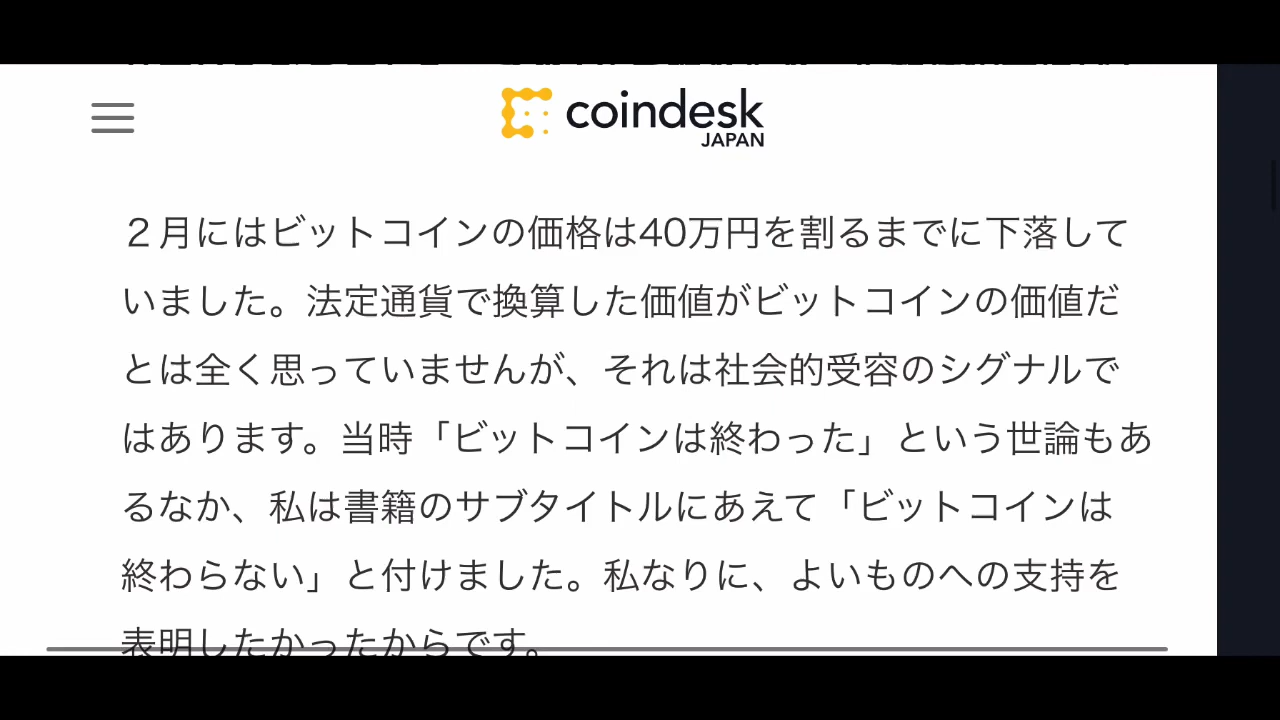 coindesk
JAPAN
２月にはビットコインの価格は40万円を割るまでに下落して
いました。法定通貨で換算した価値がビットコインの価値だ
とは全く思っていませんが、それは社会的受容のシグナルで
はあります。当時「ビットコインは終わった」という世論もあ
るなか、私は書籍のサブタイトルにあえて「ビットコインは
終わらない」と付けました。私なりに、よいものへの支持を
表明したかったからです。